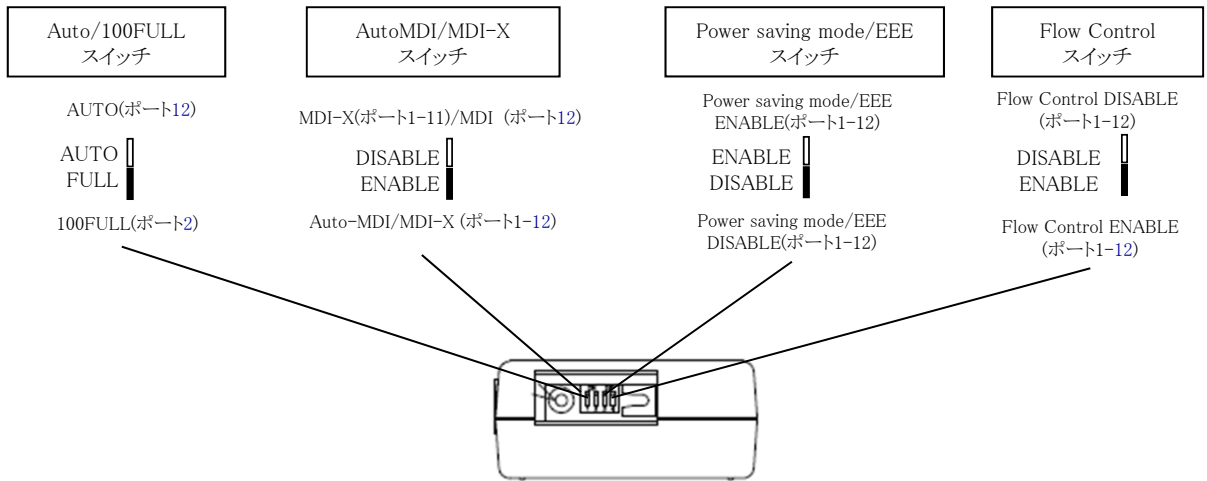 Auto/100FULL
スイッチ
AUTO(ポート12)
AUTO
FULL
100FULL(ポート2)
AutoMDI/MDI-X
スイッチ
MDI-X(ポート1-11)/MDI (ポート12)
DISABLE
ENABLE
Auto-MDI/MDI-X (ポート1-12)
Power saving mode/EEE
スイッチ
Power saving mode/EEE
ENABLE(ポート1-12)
ENABLE
DISABLE
Power saving mode/EEE
DISABLE(ポート1-12)
Flow Control
スイッチ
Flow Control DISABLE
(ポート1-12)
DISABLE
ENABLE
Flow Control ENABLE
(ポート1-12)